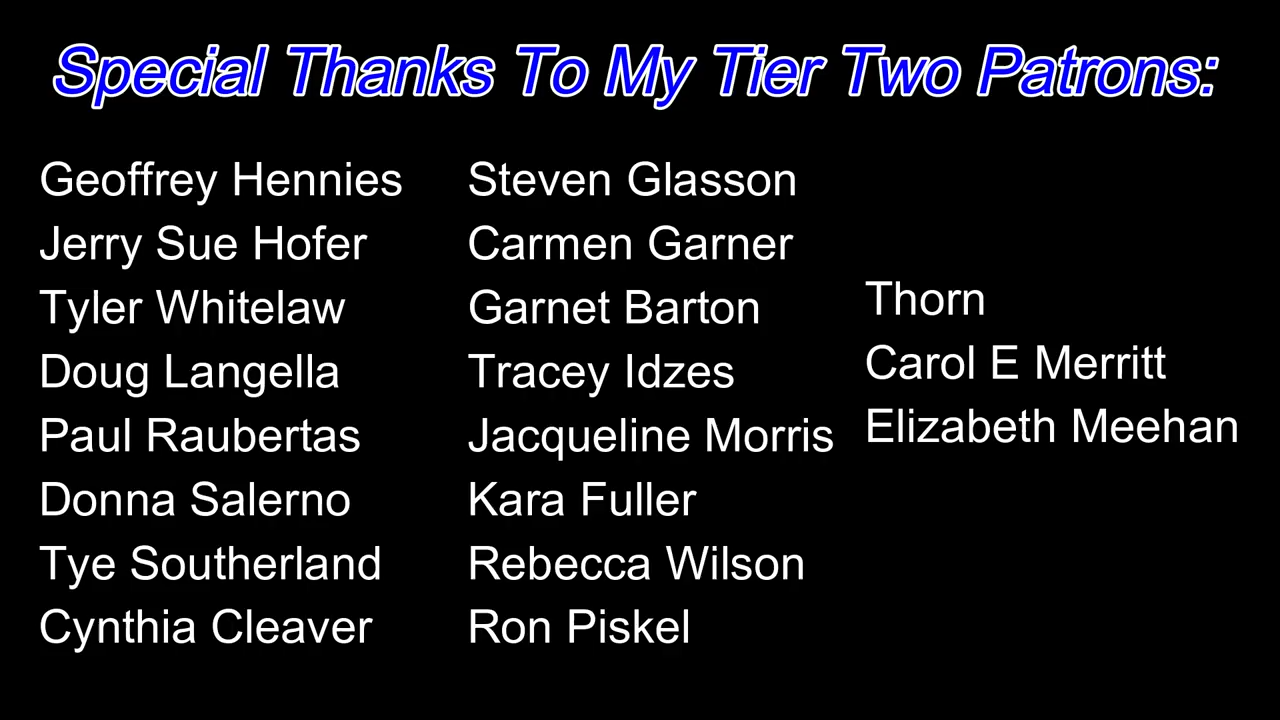 Special Thanks To My Tier Two Patrons:
Geoffrey Hennies
Jerry Sue Hofer
Tyler Whitelaw
Doug Langella
Paul Raubertas
Donna Salerno
Tye Southerland
Cynthia Cleaver
Steven Glasson
Carmen Garner
Garnet Barton
Tracey Idzes
Jacqueline Morris
Kara Fuller
Rebecca Wilson
Ron Piskel
Thorn
Carol E Merritt
Elizabeth Meehan